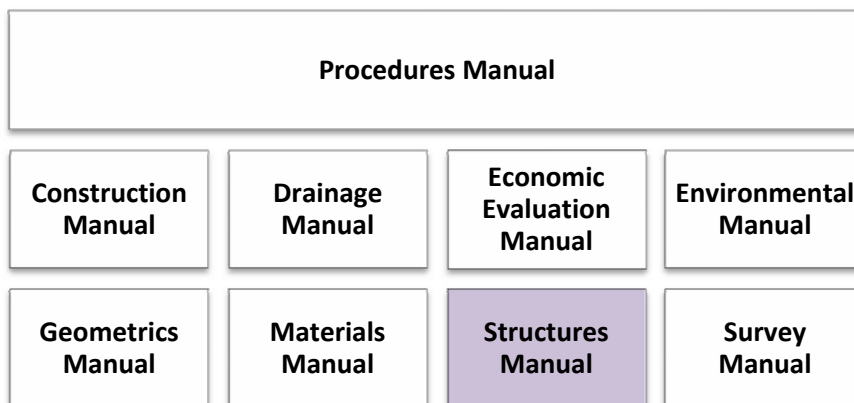 Procedures Manual
Construction
Manual
Drainage
Manual
Economic
Evaluation
Manual
Environmental
Manual
Geometrics
Manual
Materials
Manual
Structures
Manual
Survey
Manual